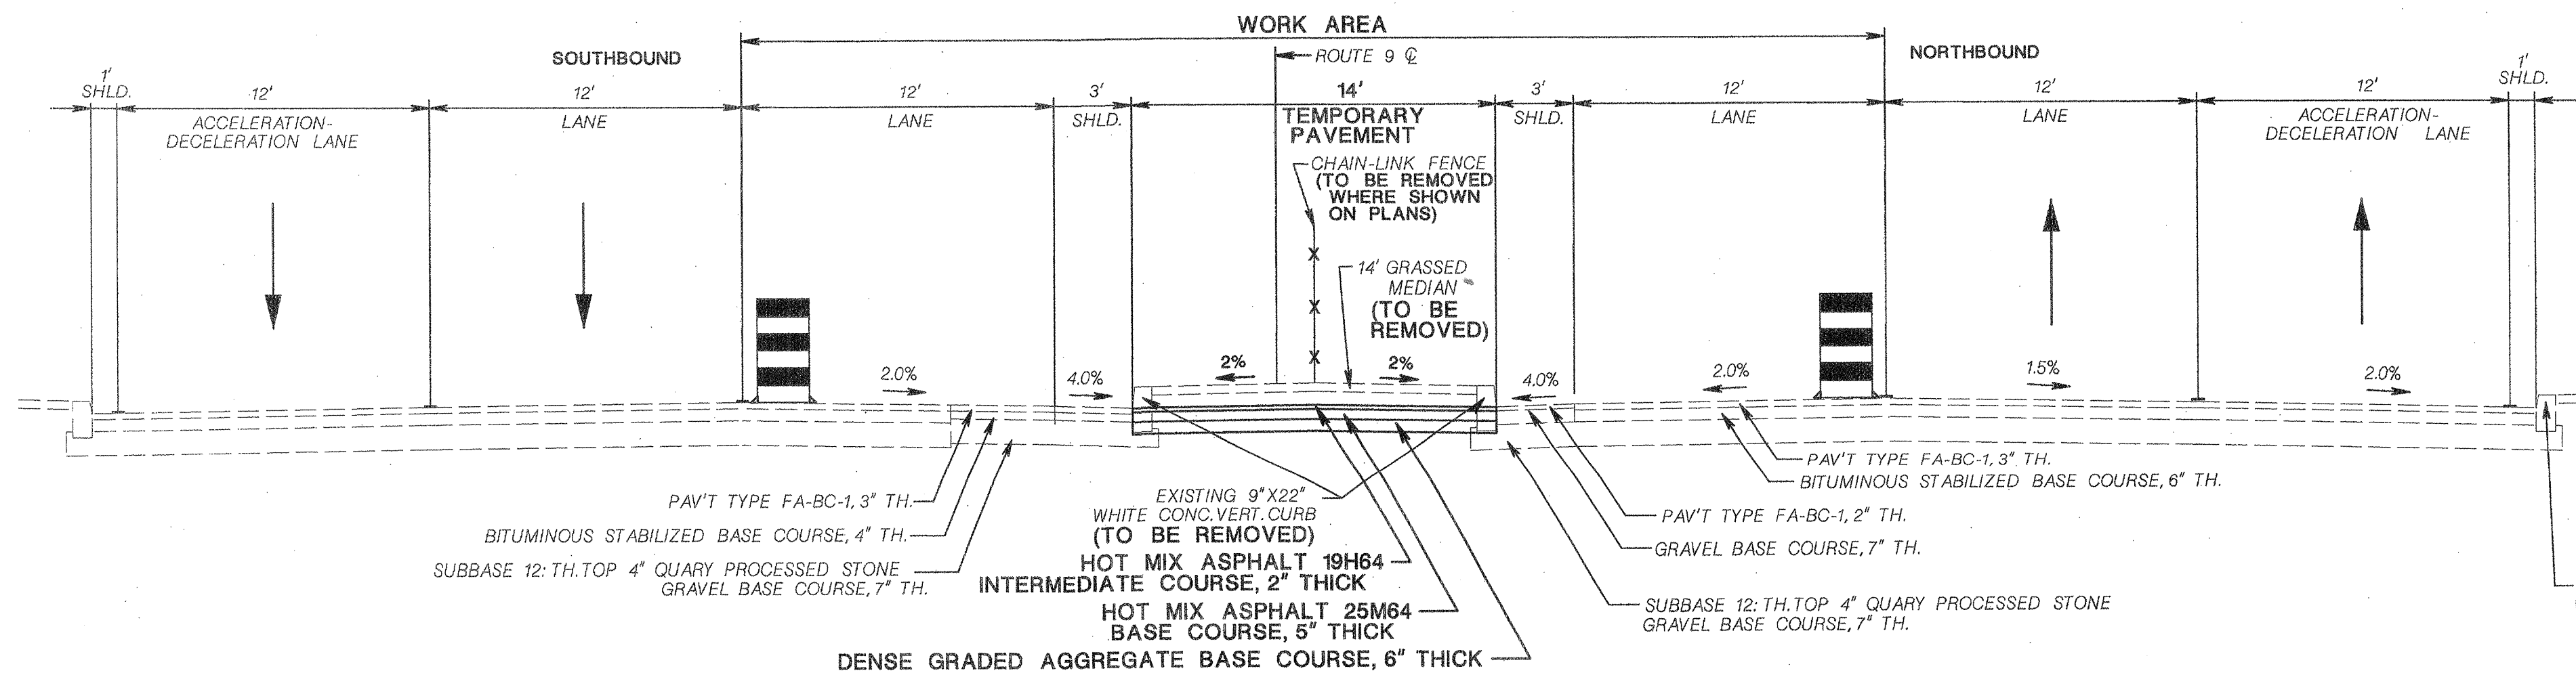 WORK AREA
SOUTHBOUND
ROUTE 9 ℄
NORTHBOUND
1'
SHLD.
12'
ACCELERATION-
DECELERATION LANE
12'
LANE
12'
LANE
3'
SHLD.
14'
TEMPORARY
PAVEMENT
3'
SHLD.
12'
LANE
12'
LANE
12'
ACCELERATION-
DECELERATION LANE
1'
SHLD.
CHAIN-LINK FENCE
(TO BE REMOVED
WHERE SHOWN
ON PLANS)
X
X
X
14' GRASSED
MEDIAN
(TO BE
REMOVED)
2.0%
4.0%
2%
2%
4.0%
2.0%
1.5%
2.0%
PAV'T TYPE FA-BC-1, 3" TH.
BITUMINOUS STABILIZED BASE COURSE, 4" TH.
SUBBASE 12: TH. TOP 4" QUARY PROCESSED STONE
GRAVEL BASE COURSE, 7" TH.
EXISTING 9"X22"
WHITE CONC. VERT. CURB
(TO BE REMOVED)
HOT MIX ASPHALT 19H64
INTERMEDIATE COURSE, 2" THICK
HOT MIX ASPHALT 25M64
BASE COURSE, 5" THICK
DENSE GRADED AGGREGATE BASE COURSE, 6" THICK
PAV'T TYPE FA-BC-1, 3" TH.
BITUMINOUS STABILIZED BASE COURSE, 6" TH.
PAV'T TYPE FA-BC-1, 2" TH.
GRAVEL BASE COURSE, 7" TH.
SUBBASE 12: TH. TOP 4" QUARY PROCESSED STONE
GRAVEL BASE COURSE, 7" TH.